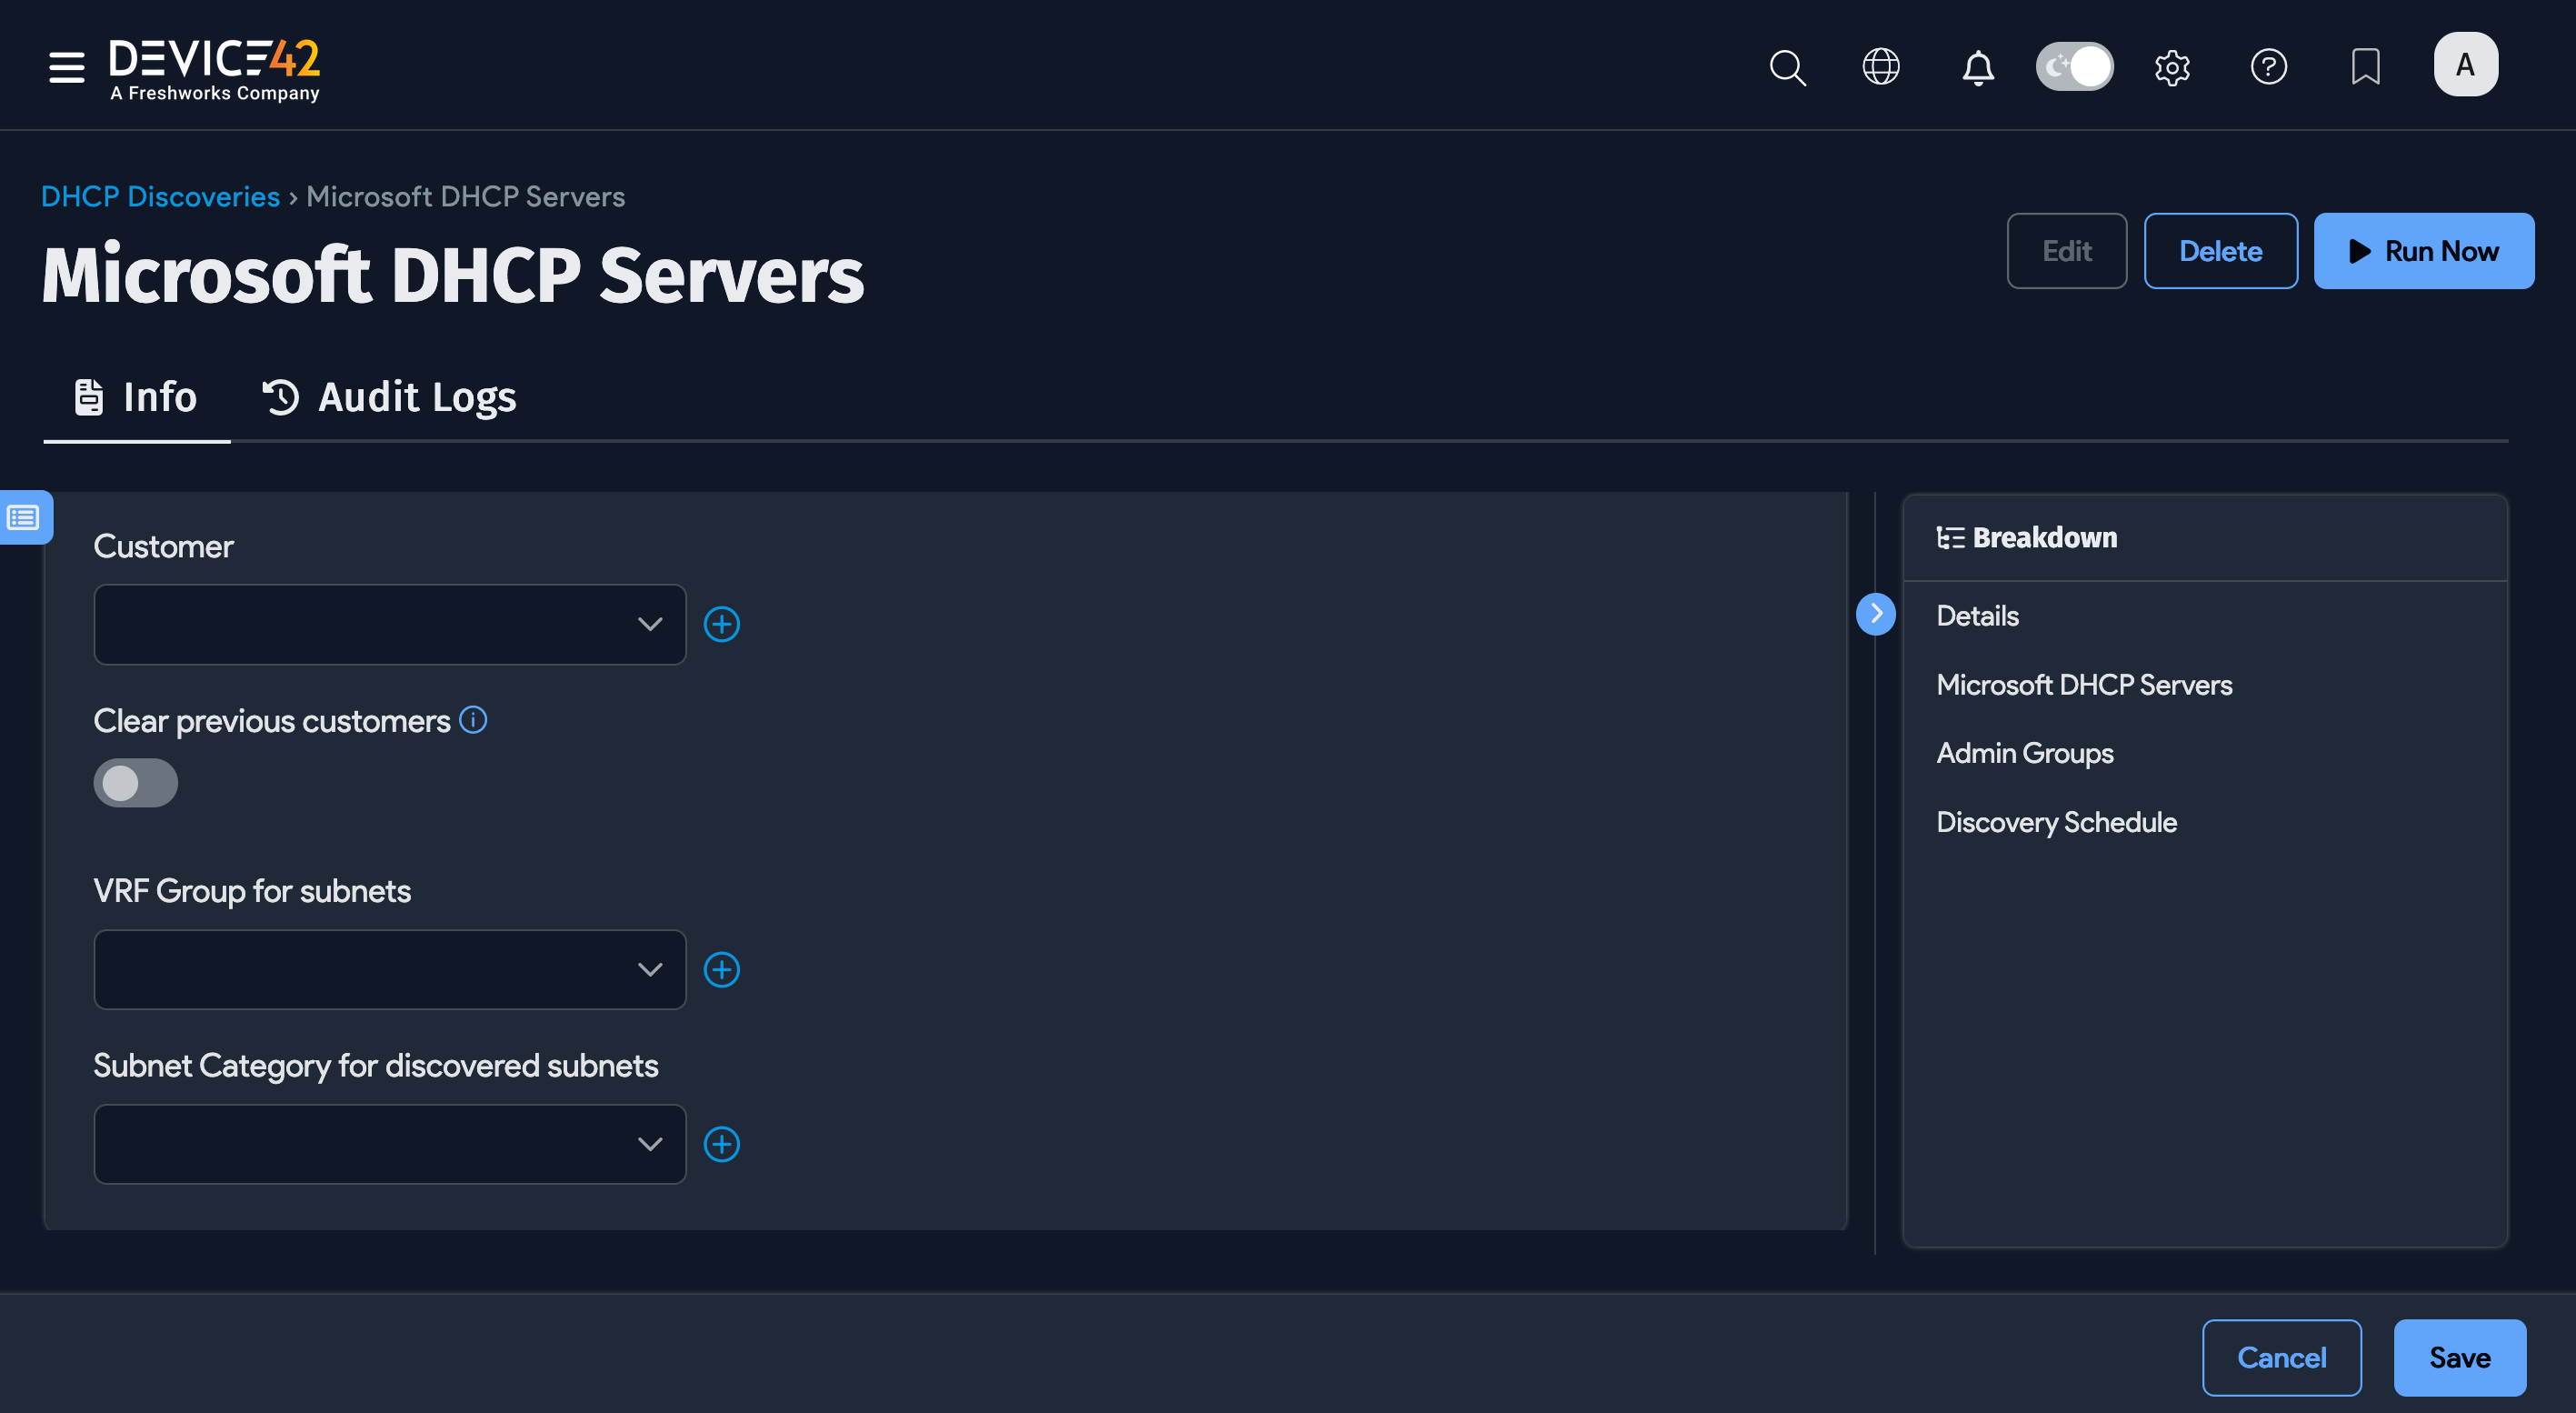 DEVICE42
A Freshworks Company
A
DHCP Discoveries › Microsoft DHCP Servers
Microsoft DHCP Servers
Edit
Delete
Run Now
Info
Audit Logs
Customer
Clear previous customers
VRF Group for subnets
Subnet Category for discovered subnets
Breakdown
Details
Microsoft DHCP Servers
Admin Groups
Discovery Schedule
Cancel
Save